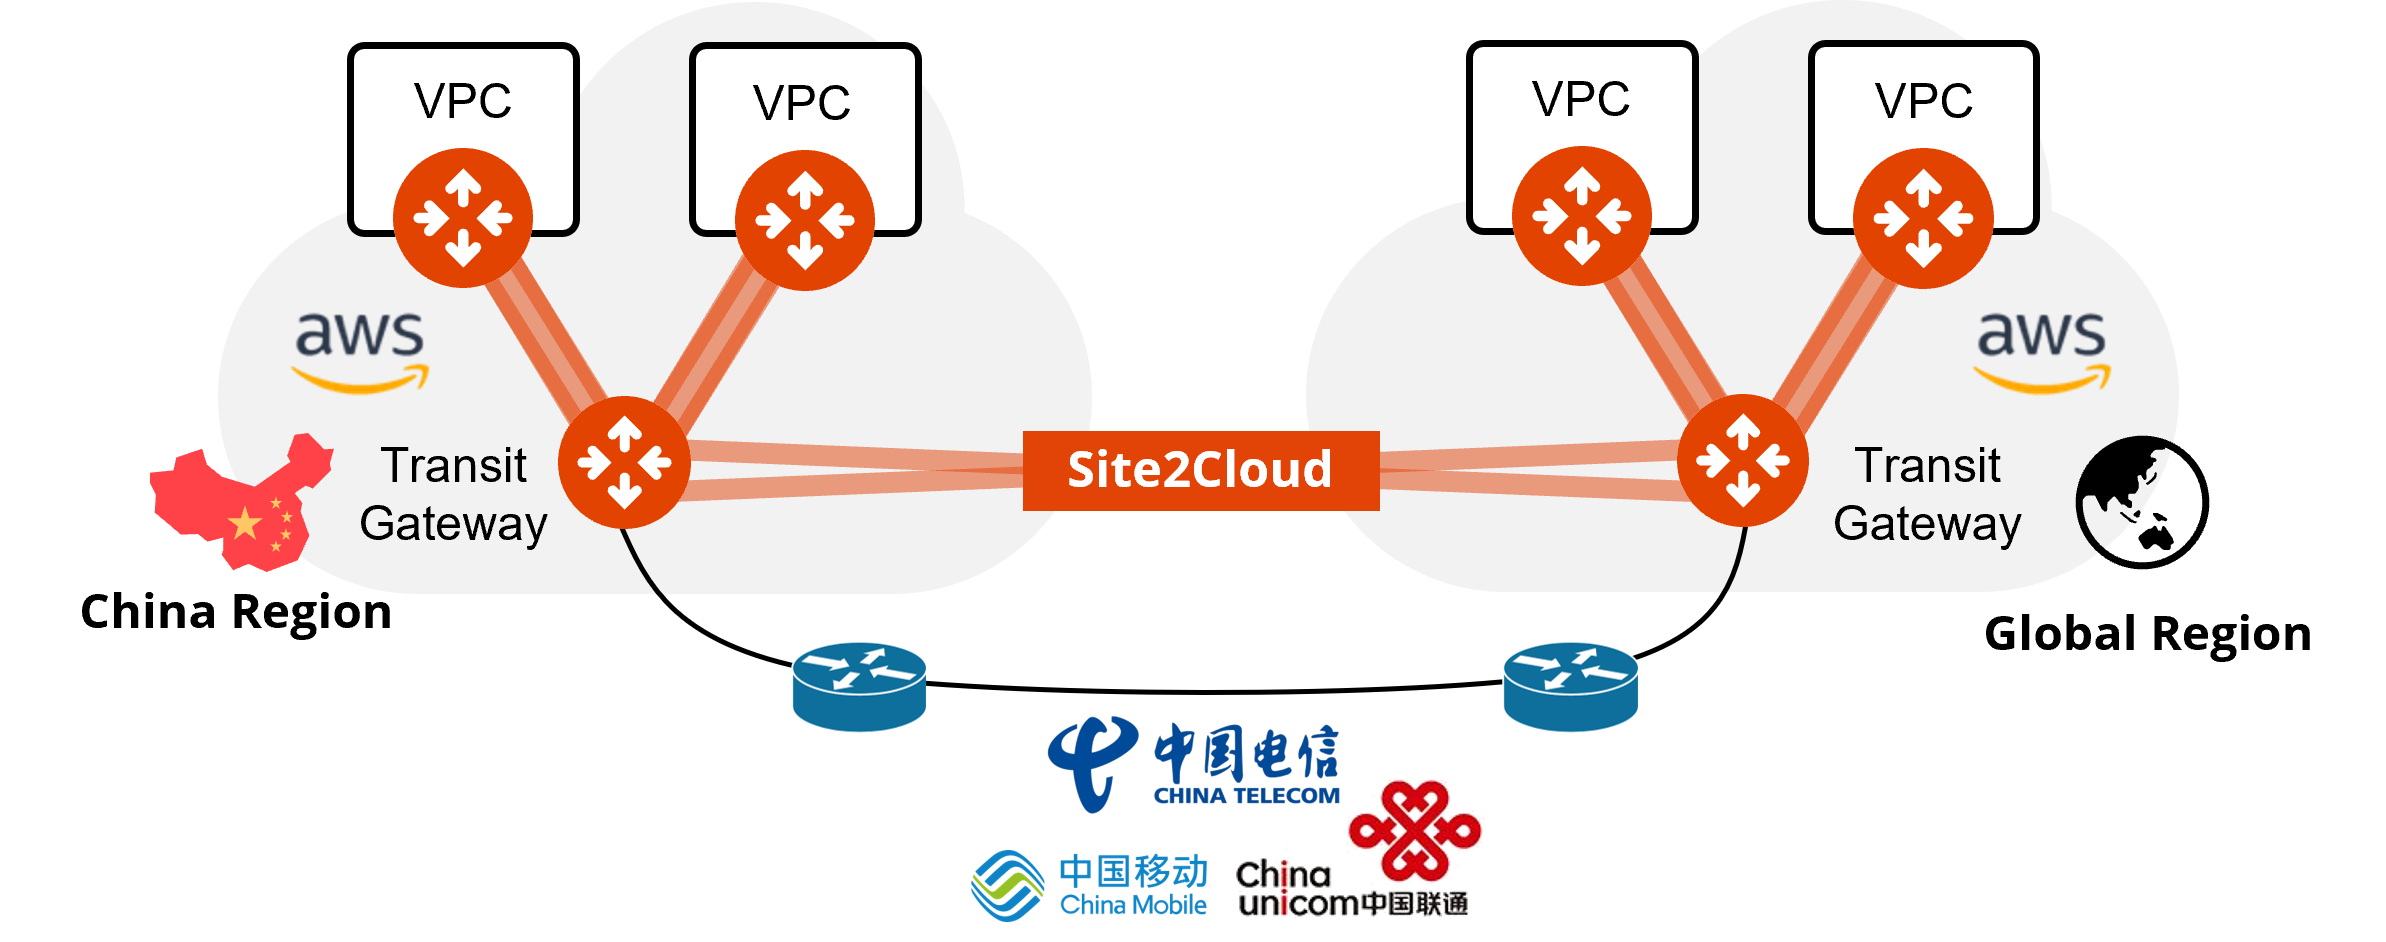 VPC
VPC
VPC
VPC
aws
aws
Transit
Gateway
Site2Cloud
Transit
Gateway
China Region
Global Region
中国电信
CHINA TELECOM
中国移动
China Mobile
China
unicom中国联通